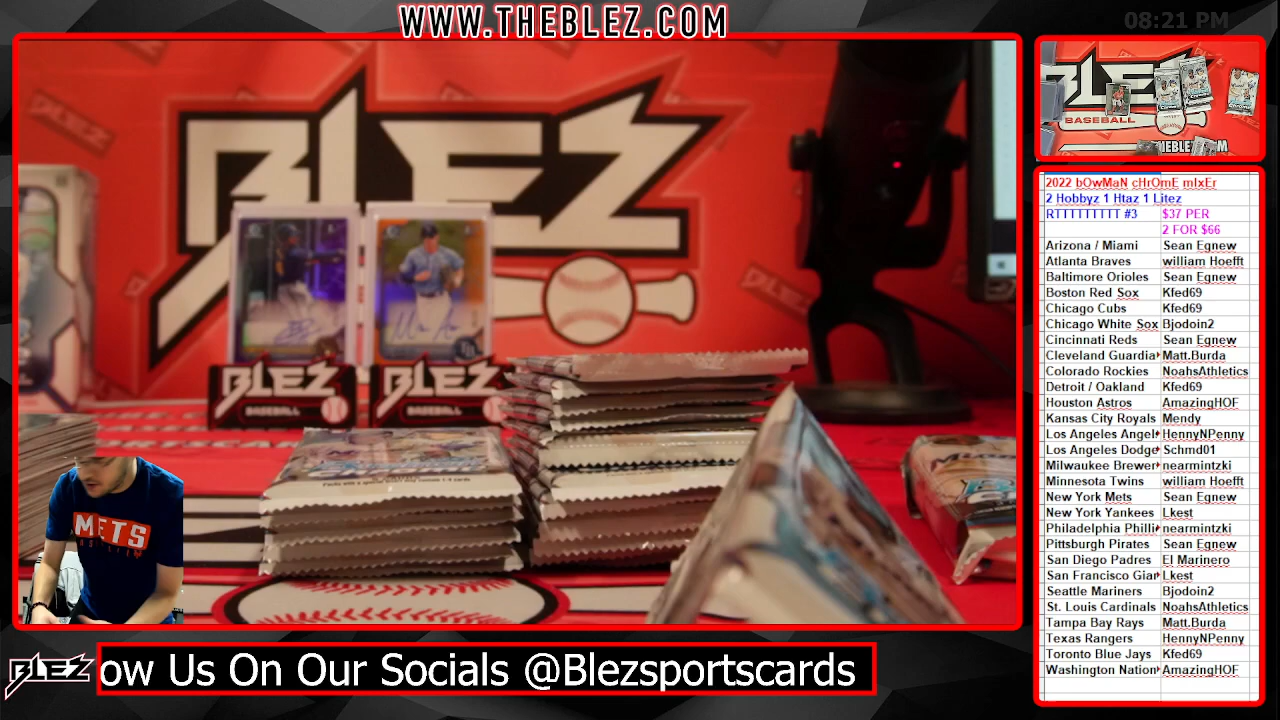 WWW.THEBLEZ.COM
08:21 PM
BLEZ
BLEZ
BASEBALL
BLEZ
BASEBALL
METS
BLEZ
BASEBALL
2022 bOwMaN cHrOmE mIxEr
2 Hobbyz 1 Htaz 1 Litez
RTTTTTTTTT #3 $37 PER
2 FOR $66
Arizona / Miami Sean Egnew
Atlanta Braves william Hoefft
Baltimore Orioles Sean Egnew
Boston Red Sox Kfed69
Chicago Cubs Kfed69
Chicago White Sox Bjodoin2
Cincinnati Reds Sean Egnew
Cleveland Guardia Matt.Burda
Colorado Rockies NoahsAthletics
Detroit / Oakland Kfed69
Houston Astros AmazingHOF
Kansas City Royals Mendy
Los Angeles Angel HennyNPenny
Los Angeles Dodge Schmd01
Milwaukee Brewer nearmintzki
Minnesota Twins william Hoefft
New York Mets Sean Egnew
New York Yankees Lkest
Philadelphia Philli nearmintzki
Pittsburgh Pirates Sean Egnew
San Diego Padres El Marinero
San Francisco Gian Lkest
Seattle Mariners Bjodoin2
St. Louis Cardinals NoahsAthletics
Tampa Bay Rays Matt.Burda
Texas Rangers HennyNPenny
Toronto Blue Jays Kfed69
Washington Nation AmazingHOF
BLEZ
ow Us On Our Socials @Blezsportscards